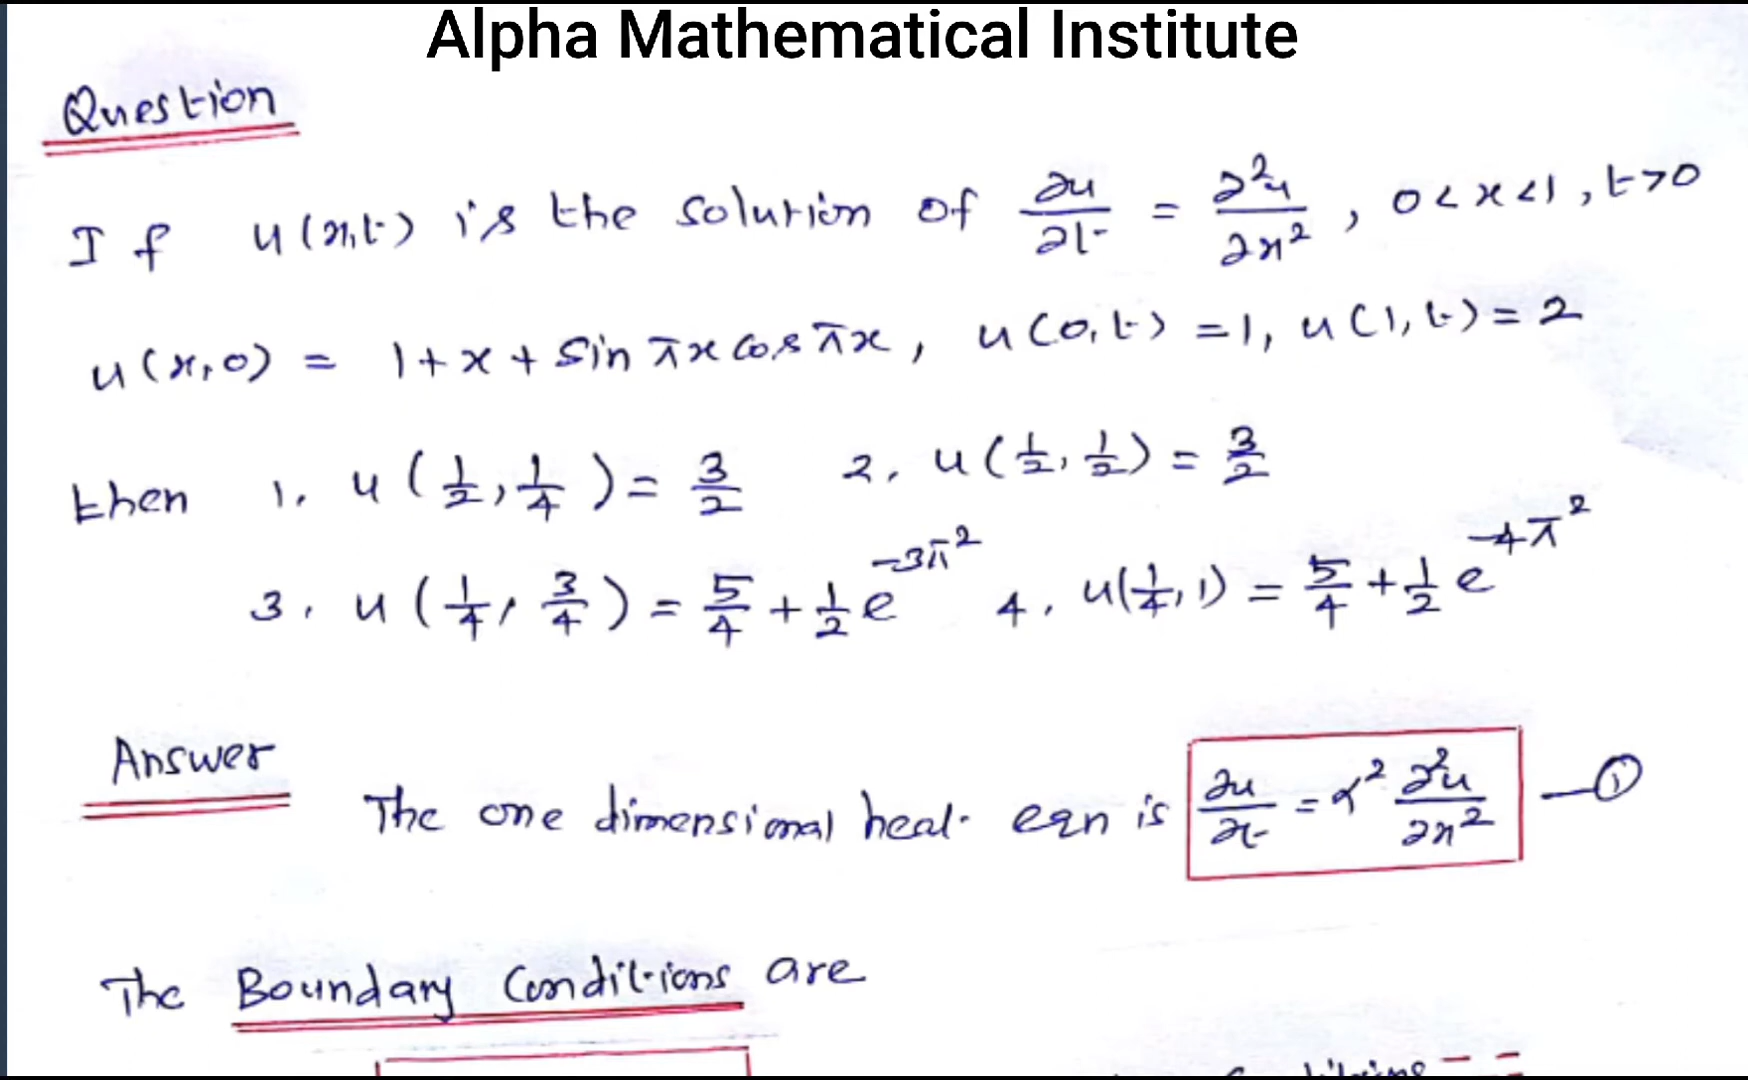 Alpha Mathematical Institute
Question
If u(x,t) is the solution of ∂u/∂t = ∂²u/∂x², 0<x<1, t>0
u(x,0) = 1+x+sin πx cos πx, u(0,t) =1, u(1,t)=2
then 1. u(1/2,1/4)=3/2 2. u(1/2,1/2)=3/2
3. u(1/4,3/4)=5/4+1/2 e^-3π² 4. u(1/4,1)=5/4+1/2 e^-4π²
Answer
The one dimensional heat eqn is ∂u/∂t = α² ∂²u/∂x² —①
The Boundary Conditions are